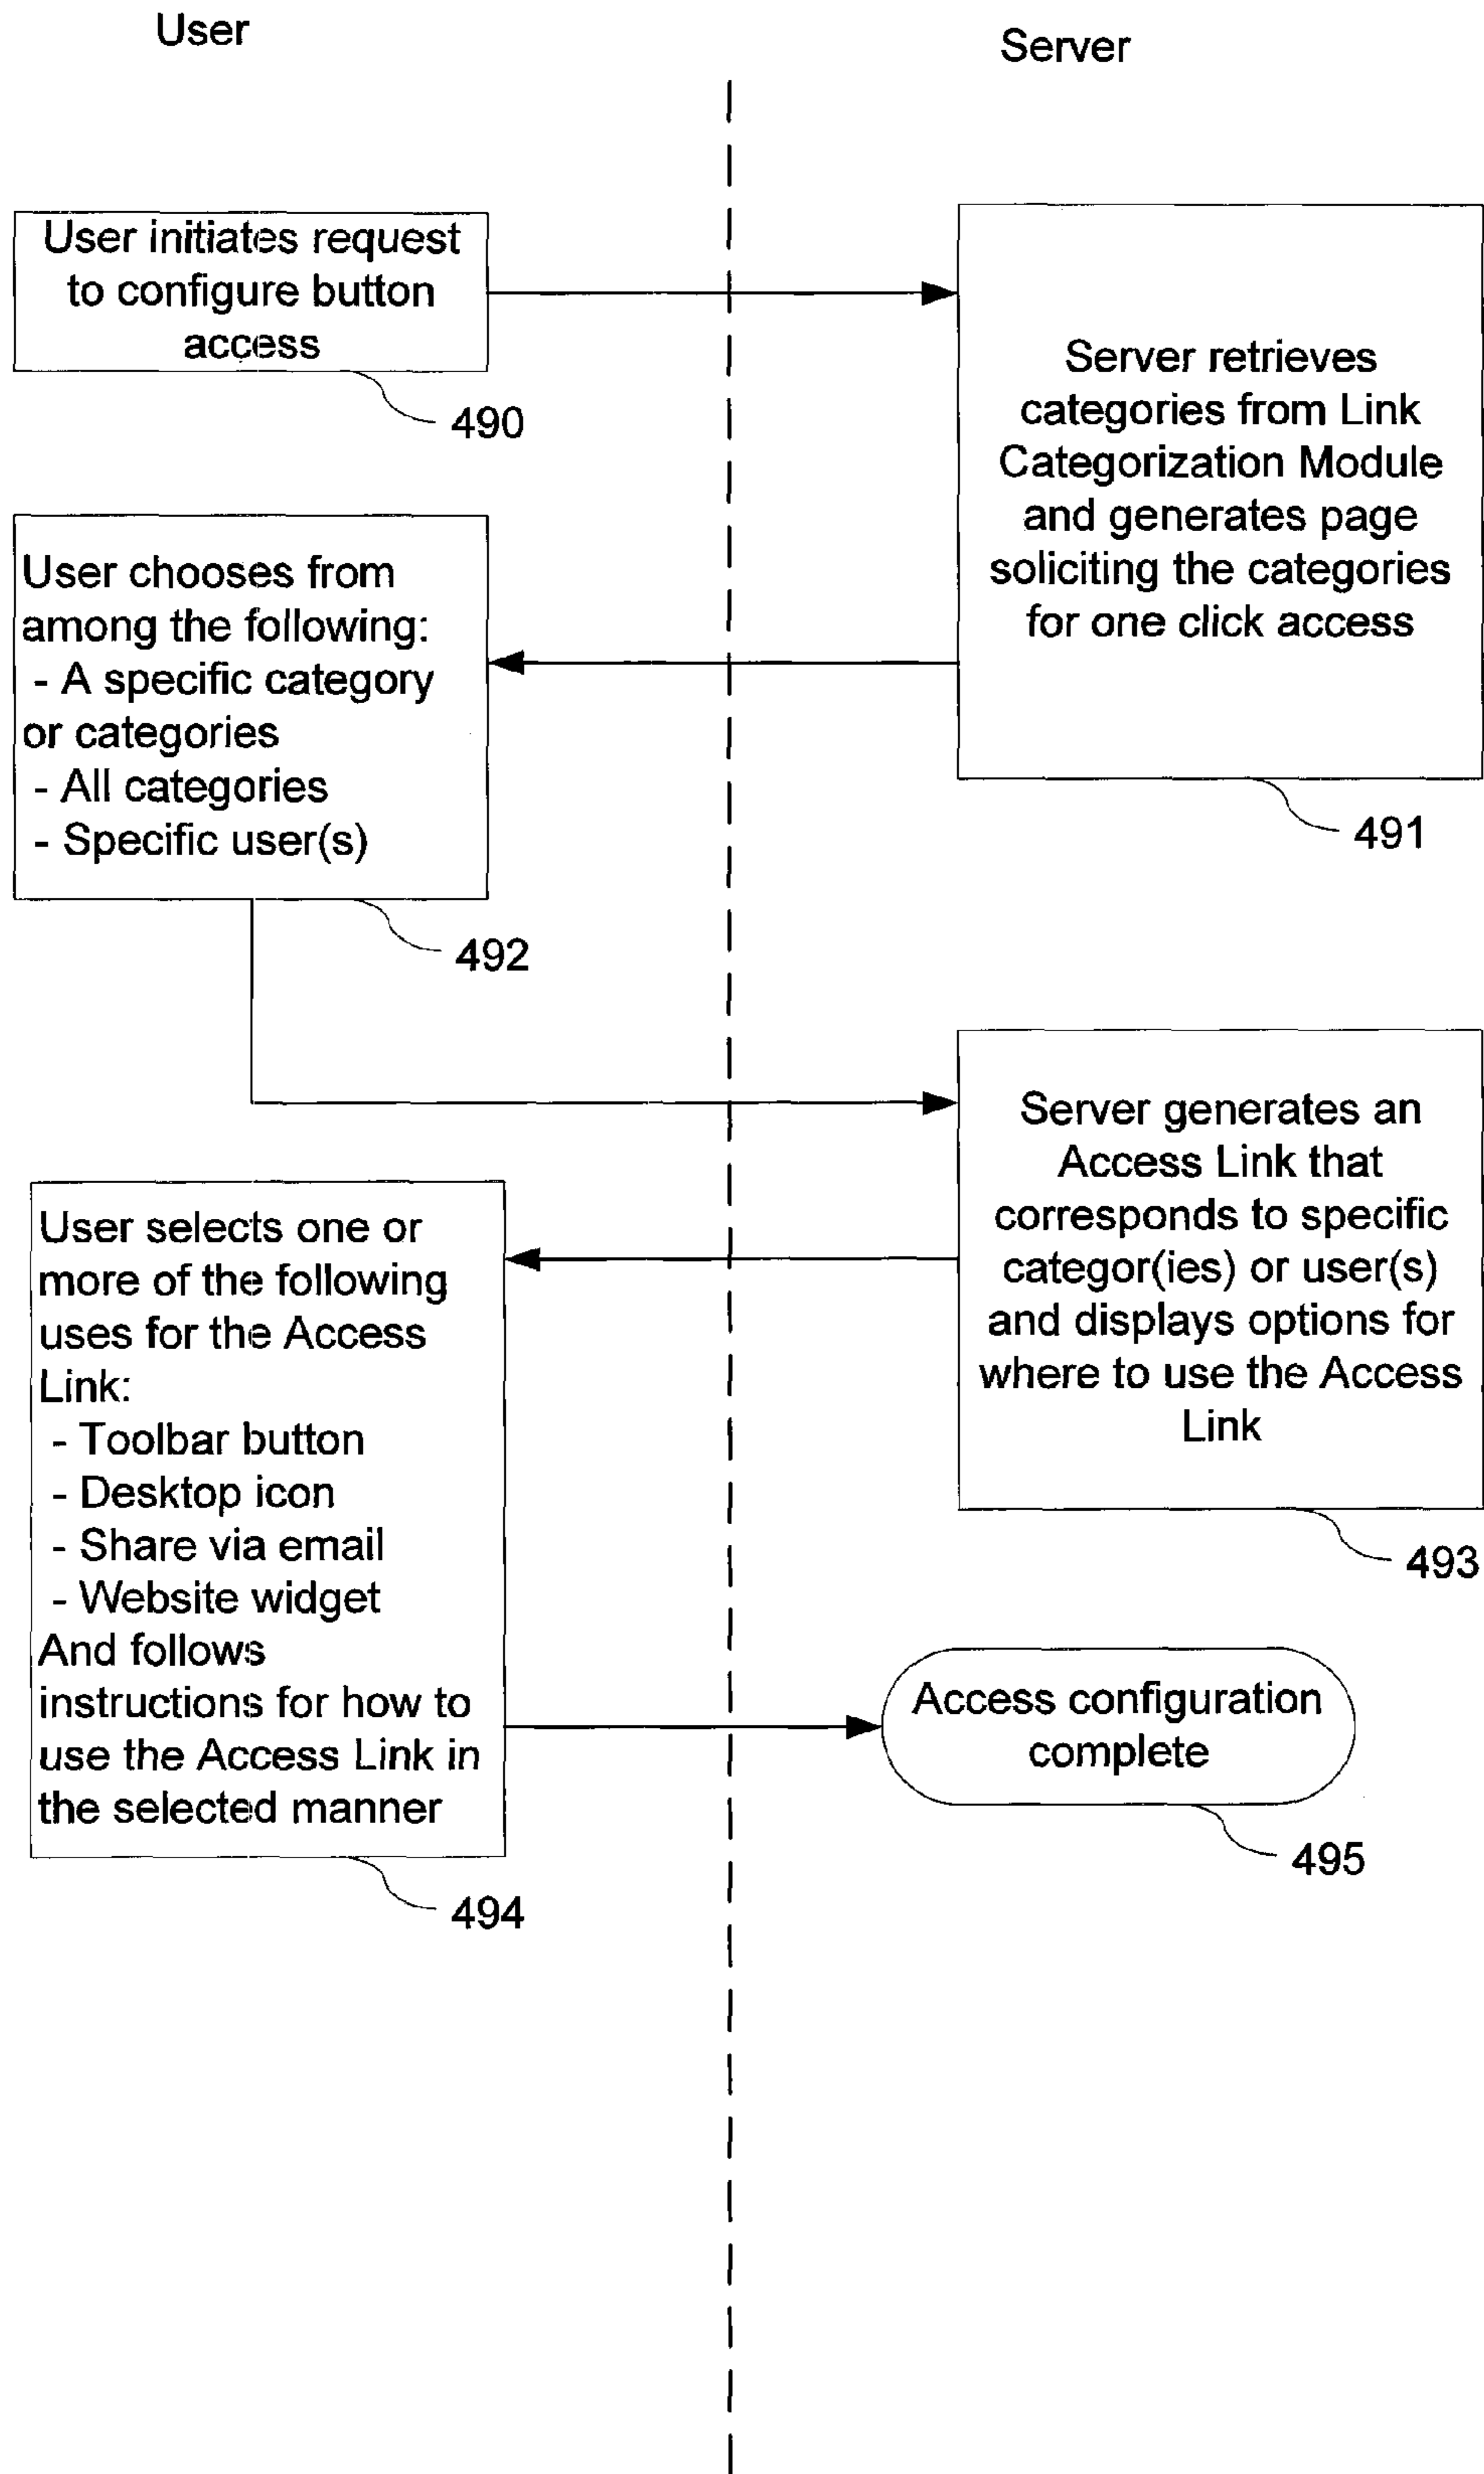 User
Server
User initiates request
to configure button
access
490
Server retrieves
categories from Link
Categorization Module
and generates page
soliciting the categories
for one click access
491
User chooses from
among the following:
- A specific category
or categories
- All categories
- Specific user(s)
492
Server generates an
Access Link that
corresponds to specific
categor(ies) or user(s)
and displays options for
where to use the Access
Link
493
User selects one or
more of the following
uses for the Access
Link:
- Toolbar button
- Desktop icon
- Share via email
- Website widget
And follows
instructions for how to
use the Access Link in
the selected manner
494
Access configuration
complete
495